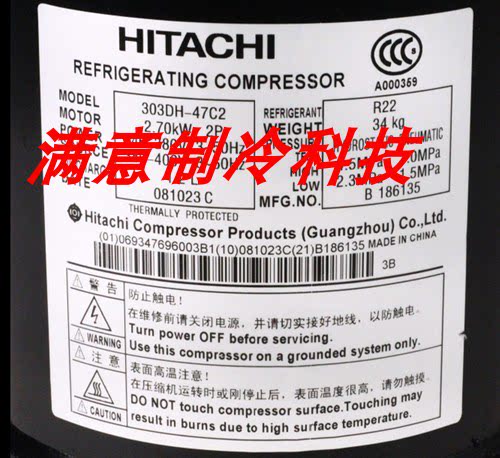 HITACHI
REFRIGERATING COMPRESSOR
A000359
MODEL 303DH-47C2 REFRIGERANT R22
MOTOR 2.70kW 2P WEIGHT 34 kg
满意制冷科技
HIGH
LOW
DATE 081023 C MFG.NO. B 186135
THERMALLY PROTECTED
Hitachi Compressor Products (Guangzhou) Co.,Ltd.
(01)069347696003B1(10)081023C(21)B186135 MADE IN CHINA
3B
警告 防止触电!
在维修前请关闭电源,并请切实接好地线,以防触电。
Turn power OFF before servicing.
WARNING Use this compressor on a grounded system only.
注意 表面高温注意!
在压缩机运转时或刚停止后,表面温度很高,请勿触摸。
DO NOT touch compressor surface.Touching may
CAUTION result in burns due to high surface temperature.